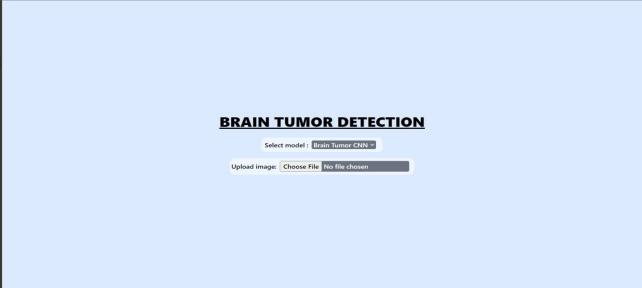 BRAIN TUMOR DETECTION
Select model : Brain Tumor CNN
Upload image: Choose File No file chosen